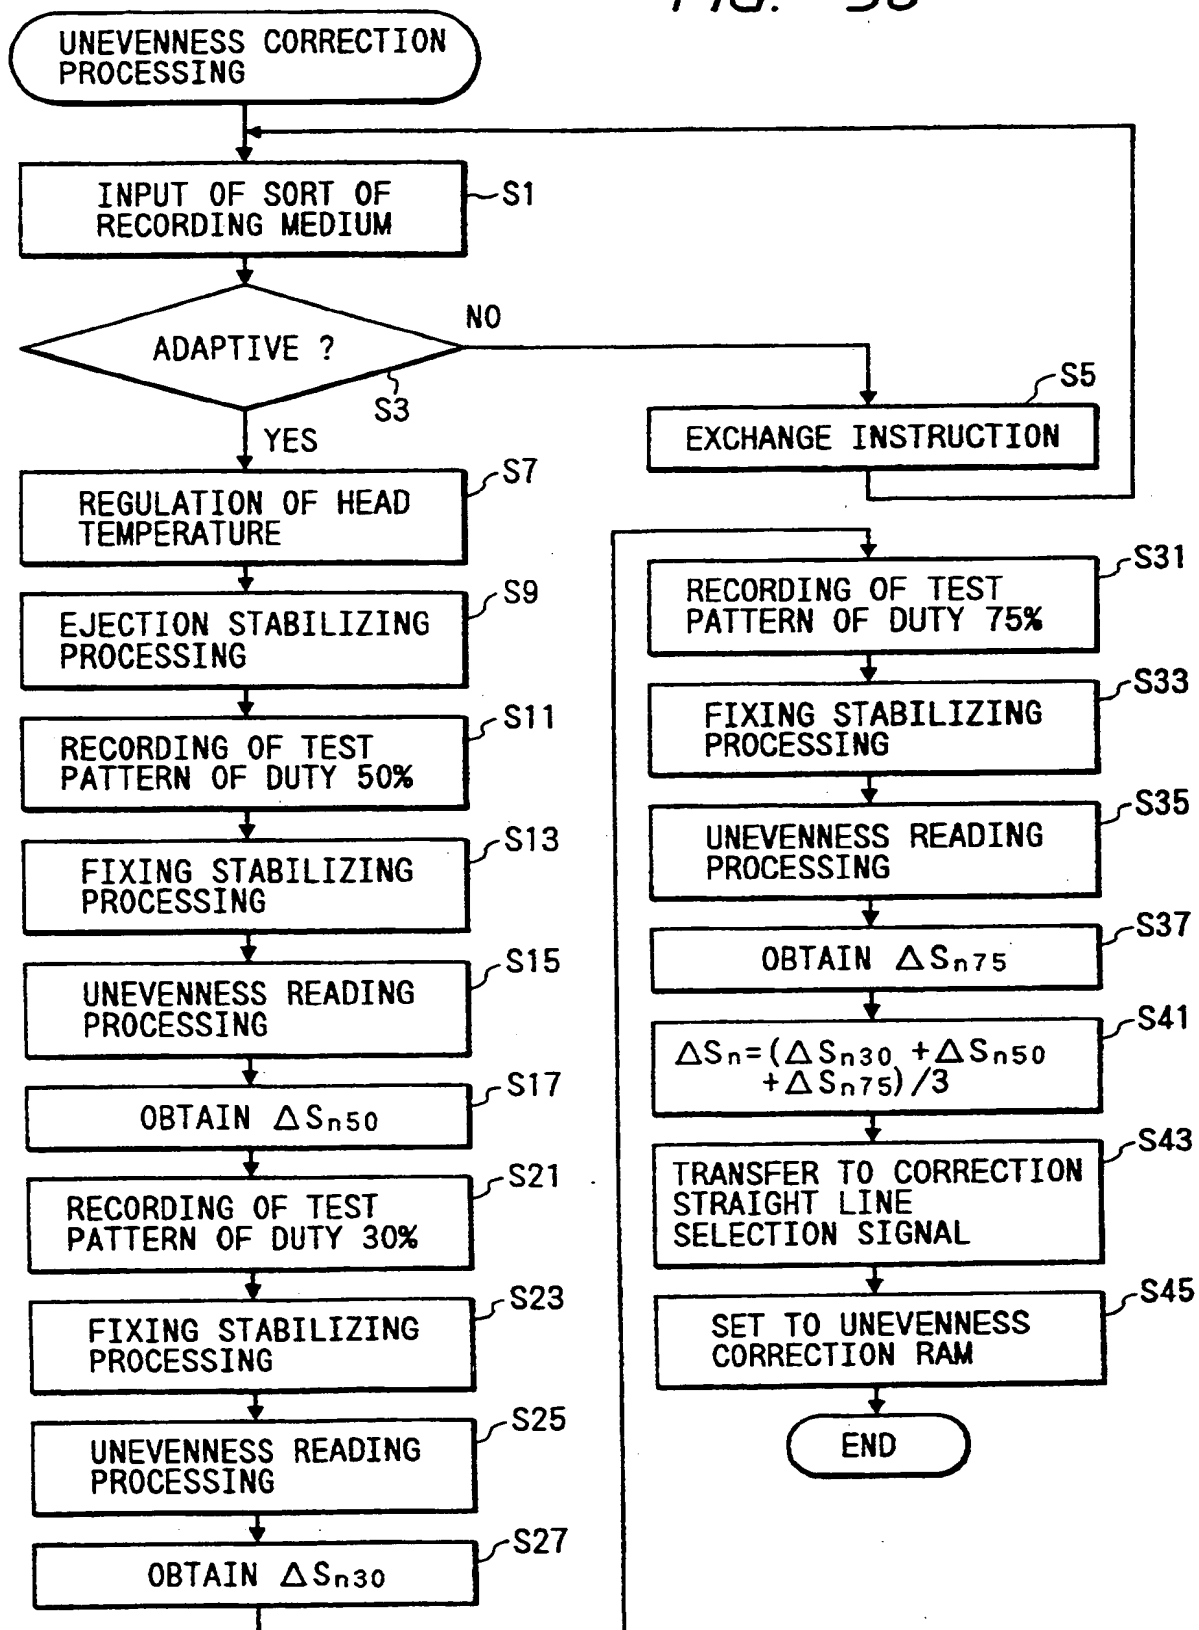 UNEVENNESS CORRECTION
PROCESSING
INPUT OF SORT OF
RECORDING MEDIUM
S1
ADAPTIVE ?
S3
NO
YES
S5
EXCHANGE INSTRUCTION
REGULATION OF HEAD
TEMPERATURE
S7
EJECTION STABILIZING
PROCESSING
S9
RECORDING OF TEST
PATTERN OF DUTY 50%
S11
FIXING STABILIZING
PROCESSING
S13
UNEVENNESS READING
PROCESSING
S15
OBTAIN ΔSn50
S17
RECORDING OF TEST
PATTERN OF DUTY 30%
S21
FIXING STABILIZING
PROCESSING
S23
UNEVENNESS READING
PROCESSING
S25
OBTAIN ΔSn30
S27
RECORDING OF TEST
PATTERN OF DUTY 75%
S31
FIXING STABILIZING
PROCESSING
S33
UNEVENNESS READING
PROCESSING
S35
OBTAIN ΔSn75
S37
ΔSn=(ΔSn30 +ΔSn50
+ΔSn75)/3
S41
TRANSFER TO CORRECTION
STRAIGHT LINE
SELECTION SIGNAL
S43
SET TO UNEVENNESS
CORRECTION RAM
S45
END